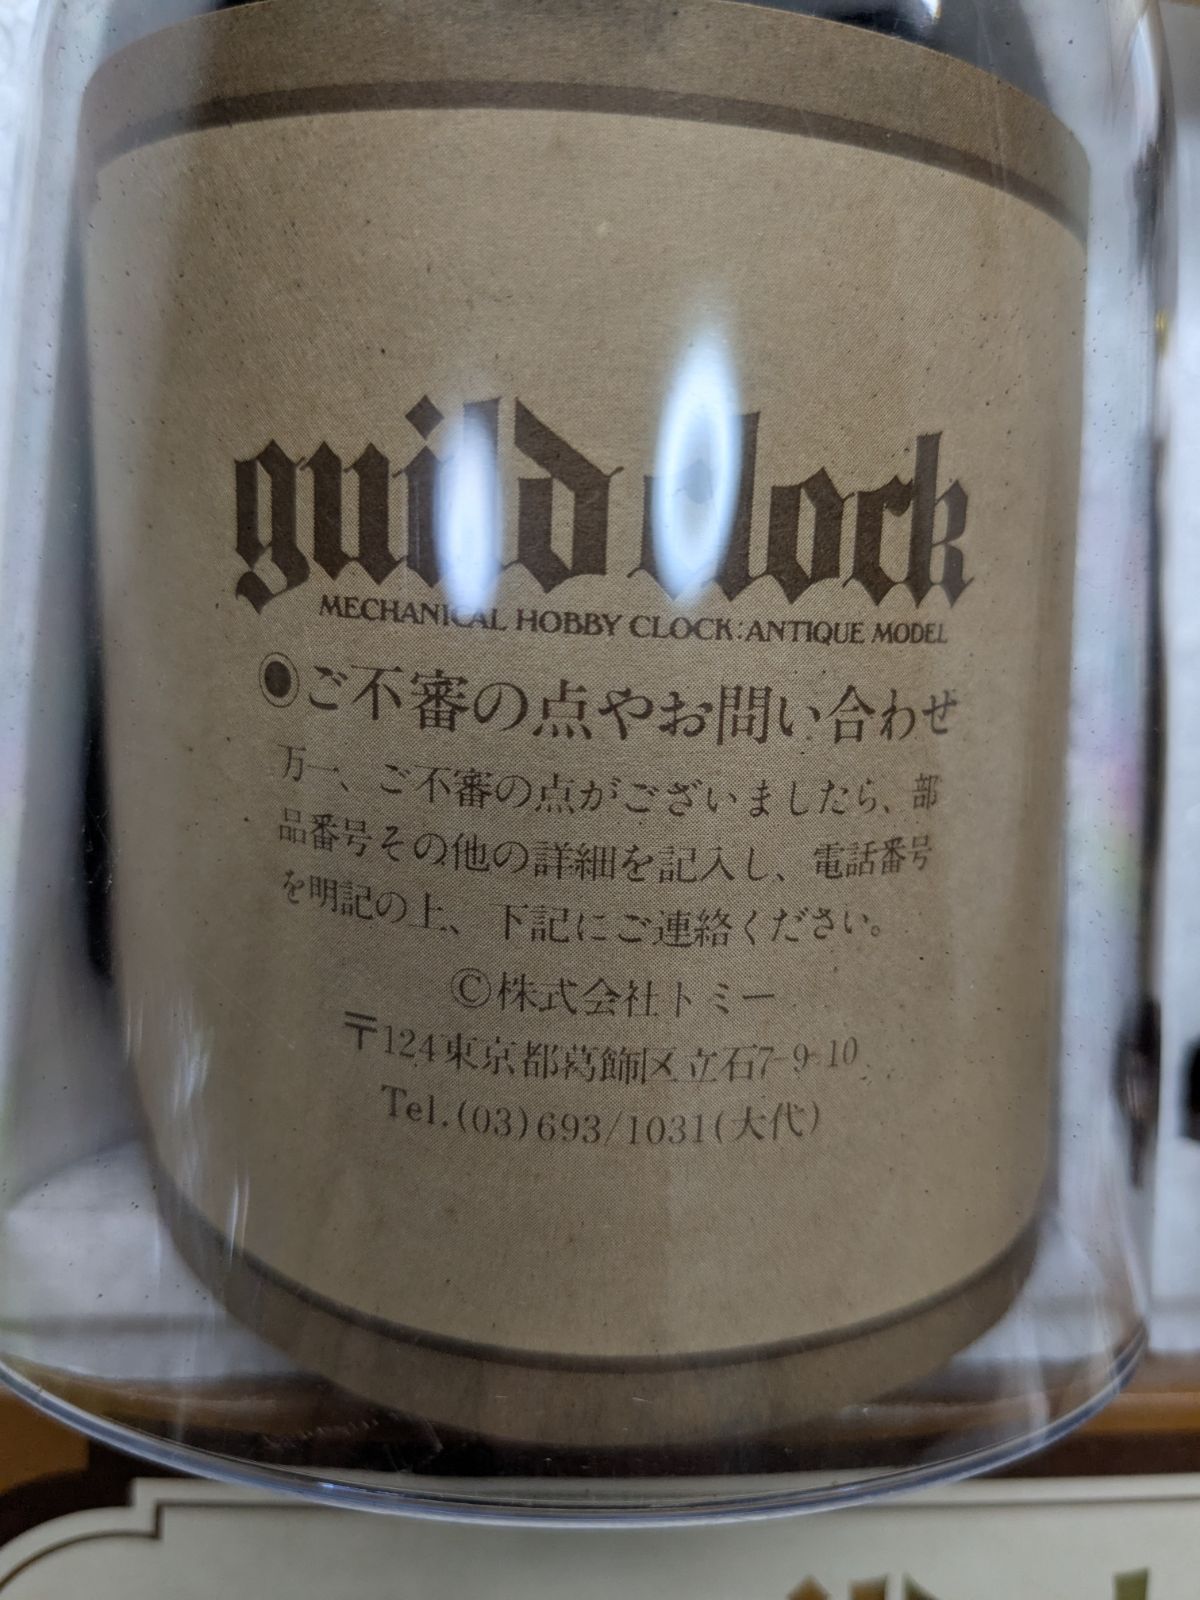 guild clock
MECHANICAL HOBBY CLOCK:ANTIQUE MODEL
◉ご不審の点やお問い合わせ
万一、ご不審の点がございましたら、部
品番号その他の詳細を記入し、電話番号
を明記の上、下記にご連絡ください。
©株式会社トミー
〒124東京都葛飾区立石7-9-10
Tel.(03)693/1031(大代)